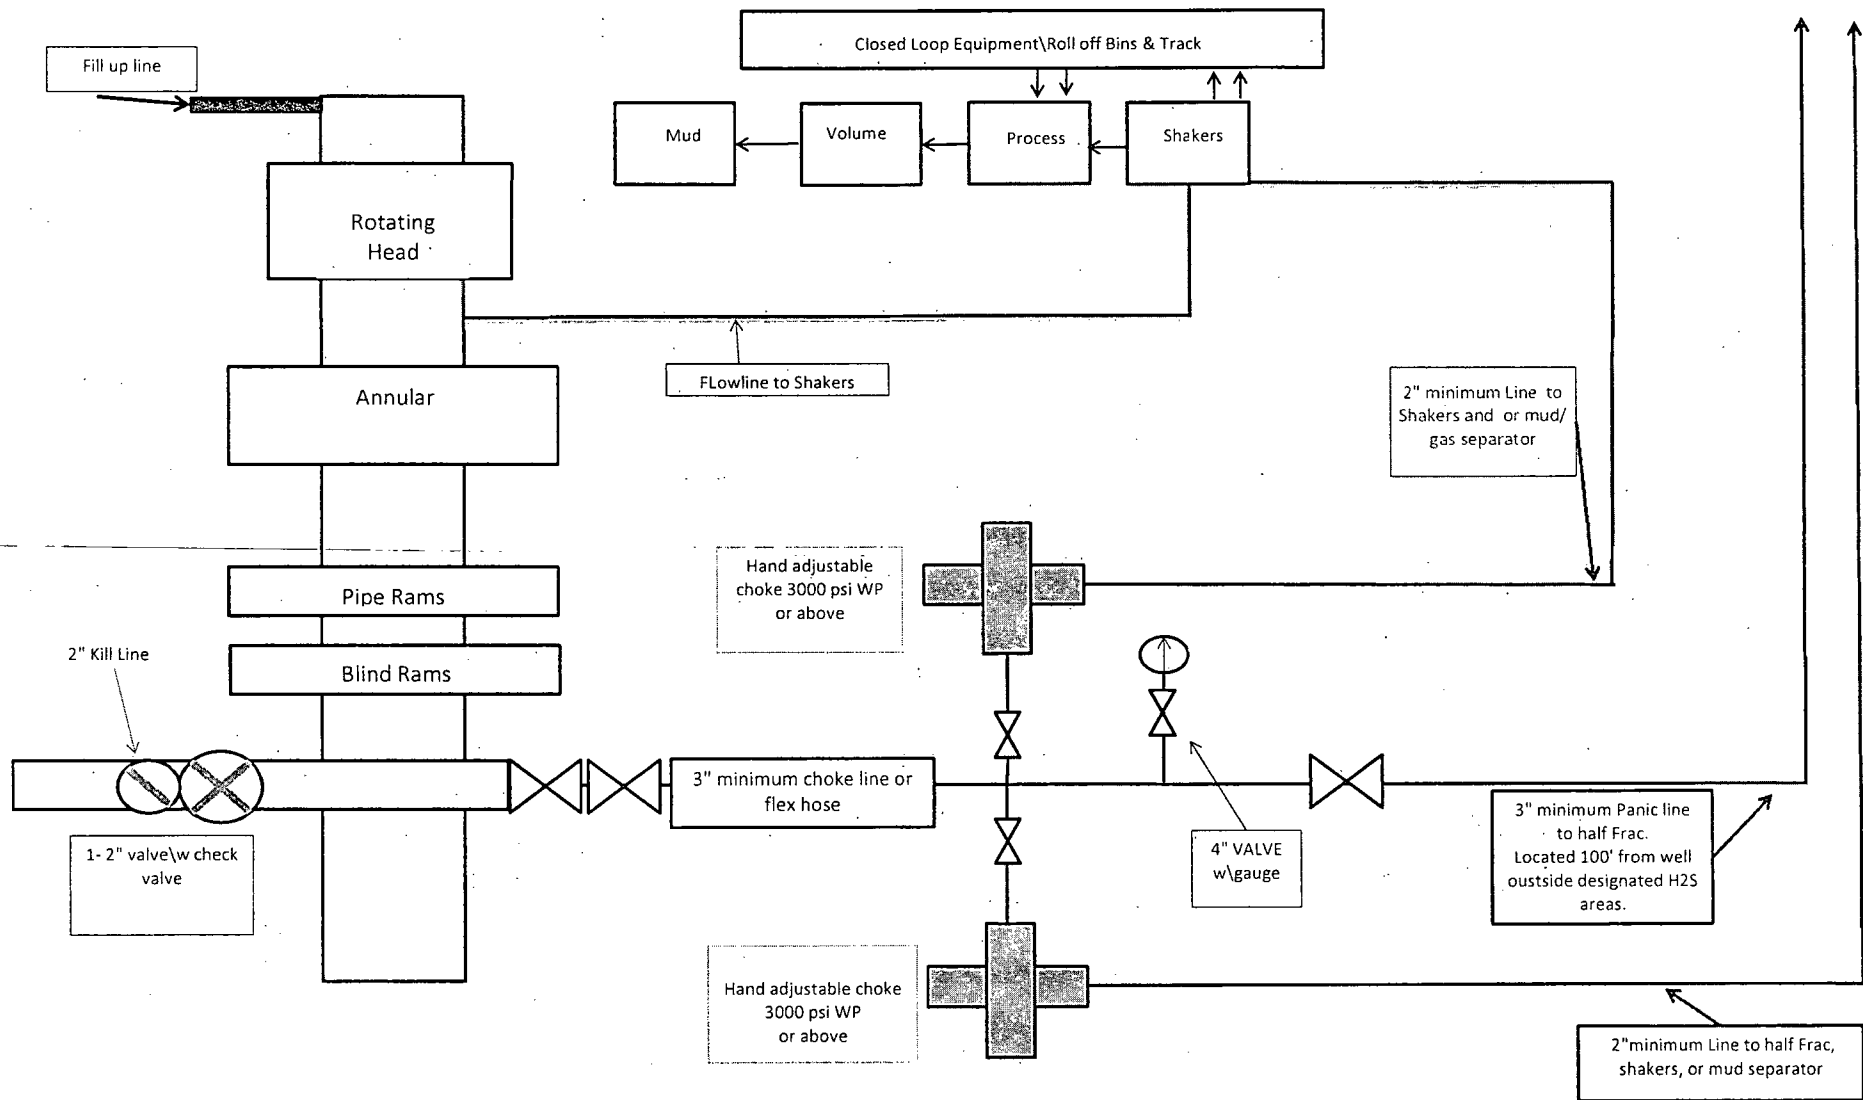 Closed Loop Equipment\Roll off Bins & Track
Fill up line
Mud
Volume
Process
Shakers
Rotating
Head
FLowline to Shakers
Annular
2" minimum Line to
Shakers and or mud/
gas separator
Hand adjustable
choke 3000 psi WP
or above
Pipe Rams
2" Kill Line
Blind Rams
3" minimum choke line or
flex hose
1- 2" valve\w check
valve
4" VALVE
w\gauge
3" minimum Panic line
to half Frac.
Located 100' from well
oustside designated H2S
areas.
Hand adjustable choke
3000 psi WP
or above
2"minimum Line to half Frac,
shakers, or mud separator